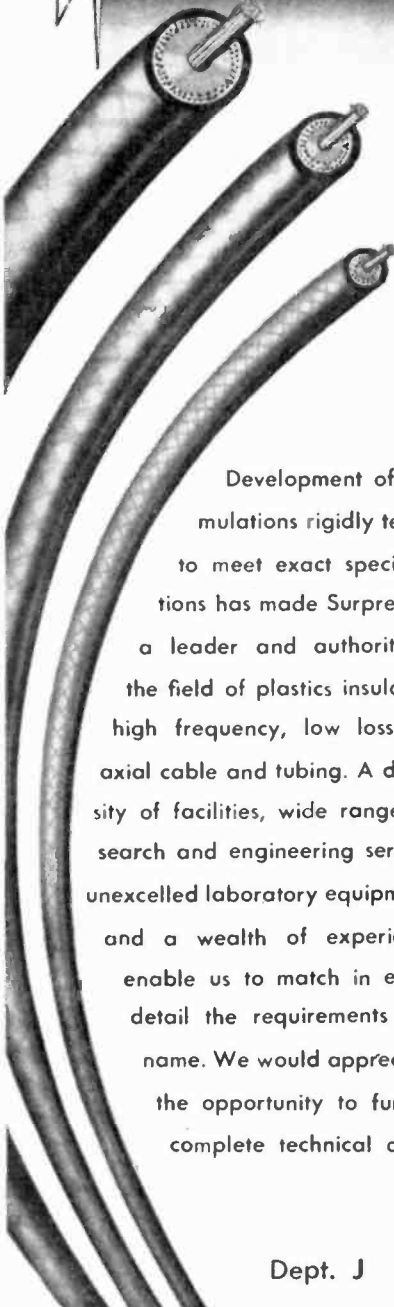 Development of
mulations rigidly te
to meet exact speci
tions has made Surpre
a leader and authorit
the field of plastics insula
high frequency, low loss
axial cable and tubing. A d
sity of facilities, wide range
search and engineering ser
unexcelled laboratory equipm
and a wealth of experi
enable us to match in e
detail the requirements
name. We would appre
the opportunity to fur
complete technical d
Dept. J